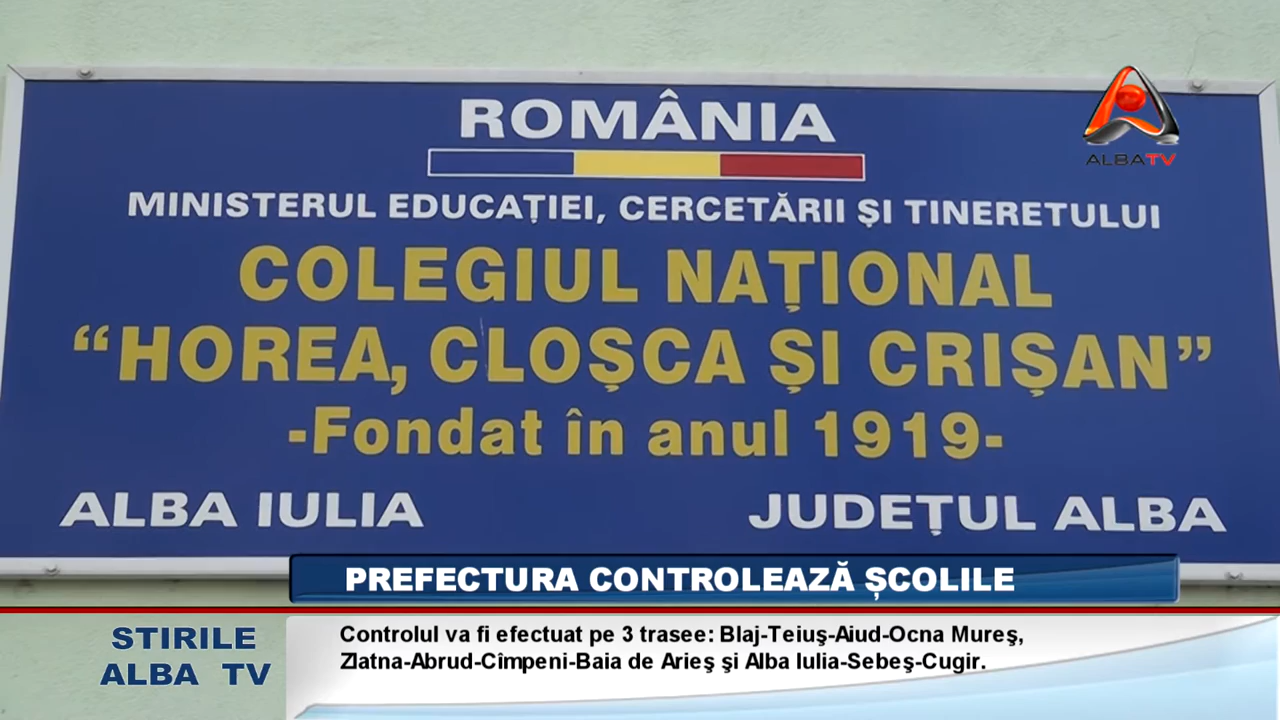 ROMÂNIA
ALBATV
MINISTERUL EDUCAȚIEI, CERCETĂRII ȘI TINERETULUI
COLEGIUL NAȚIONAL
“HOREA, CLOȘCA ȘI CRIȘAN”
-Fondat în anul 1919-
ALBA IULIA JUDEȚUL ALBA
PREFECTURA CONTROLEAZĂ ȘCOLILE
STIRILE
ALBA TV
Controlul va fi efectuat pe 3 trasee: Blaj-Teiuş-Aiud-Ocna Mureş,
Zlatna-Abrud-Cîmpeni-Baia de Arieş şi Alba Iulia-Sebeş-Cugir.